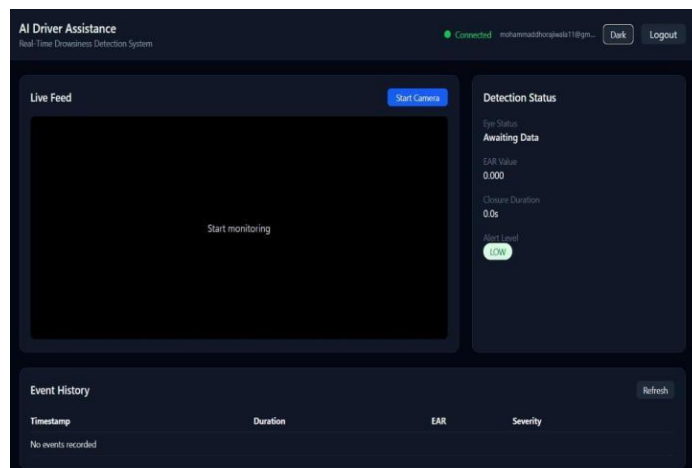 AI Driver Assistance
Real-Time Drowsiness Detection System
Connected
Dark
Logout
Live Feed
Start Camera
Start monitoring
Detection Status
Eye Status
Awaiting Data
EAR Value
0.000
Closure Duration
0.0s
Alert Level
LOW
Event History
Refresh
Timestamp Duration EAR Severity
No events recorded